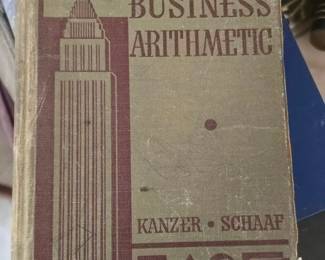 BUSINESS
ARITHMETIC
KANZER • SCHAAF